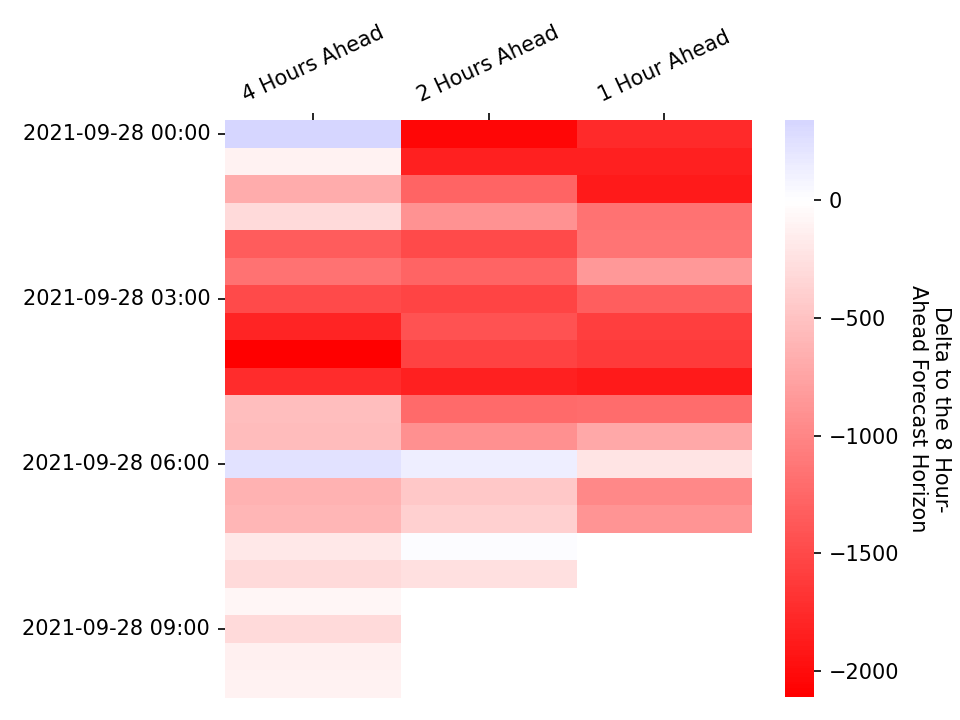 4 Hours Ahead
2 Hours Ahead
1 Hour Ahead
2021-09-28 00:00
2021-09-28 03:00
2021-09-28 06:00
2021-09-28 09:00
0
−500
−1000
−1500
−2000
Delta to the 8 Hour-
Ahead Forecast Horizon